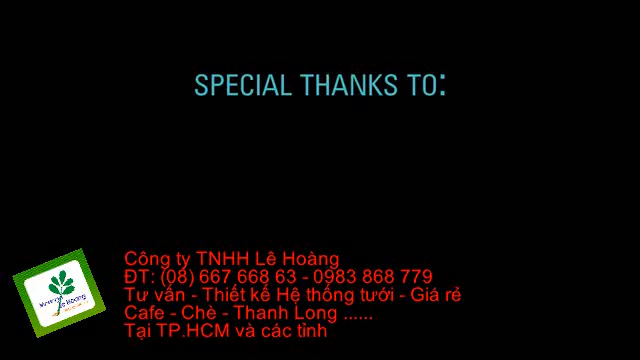 SPECIAL THANKS TO:
Công ty TNHH Lê Hoàng
ĐT: (08) 667 668 63 - 0983 868 779
Tư vấn - Thiết kế Hệ thống tưới - Giá rẻ
Cafe - Chè - Thanh Long ......
Tại TP.HCM và các tỉnh